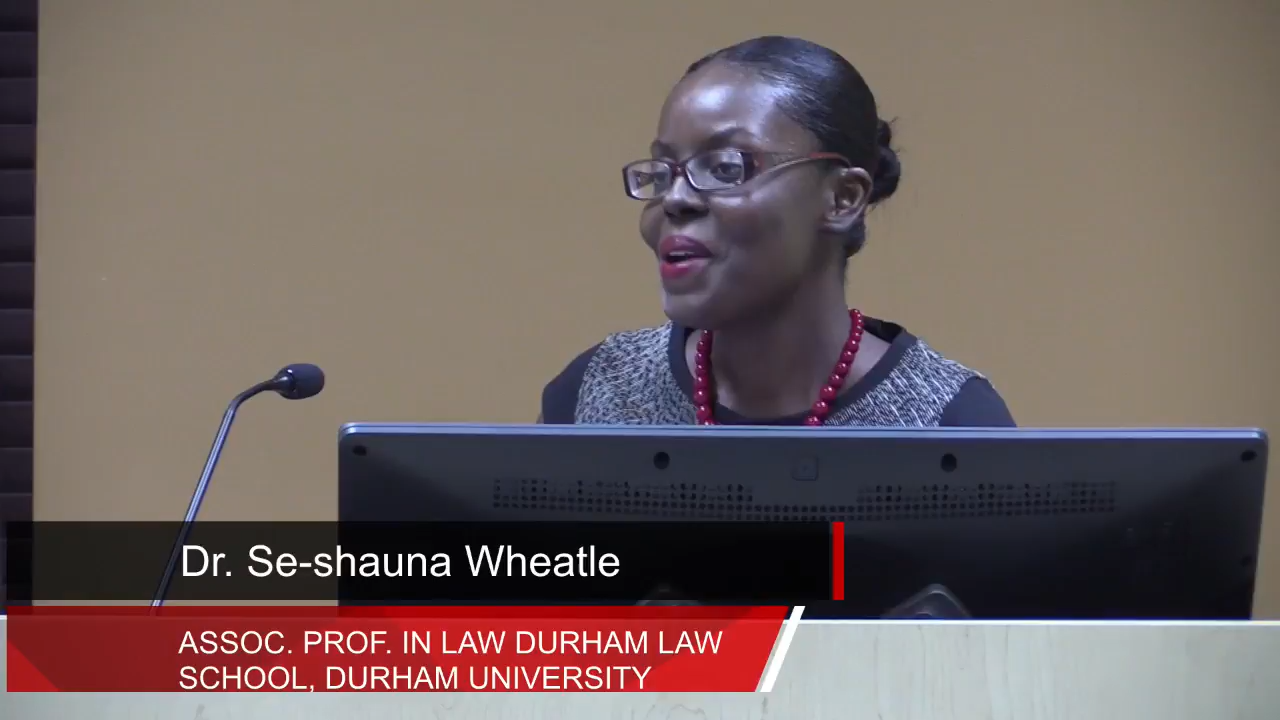 Dr. Se-shauna Wheatle
ASSOC. PROF. IN LAW DURHAM LAW
SCHOOL, DURHAM UNIVERSITY